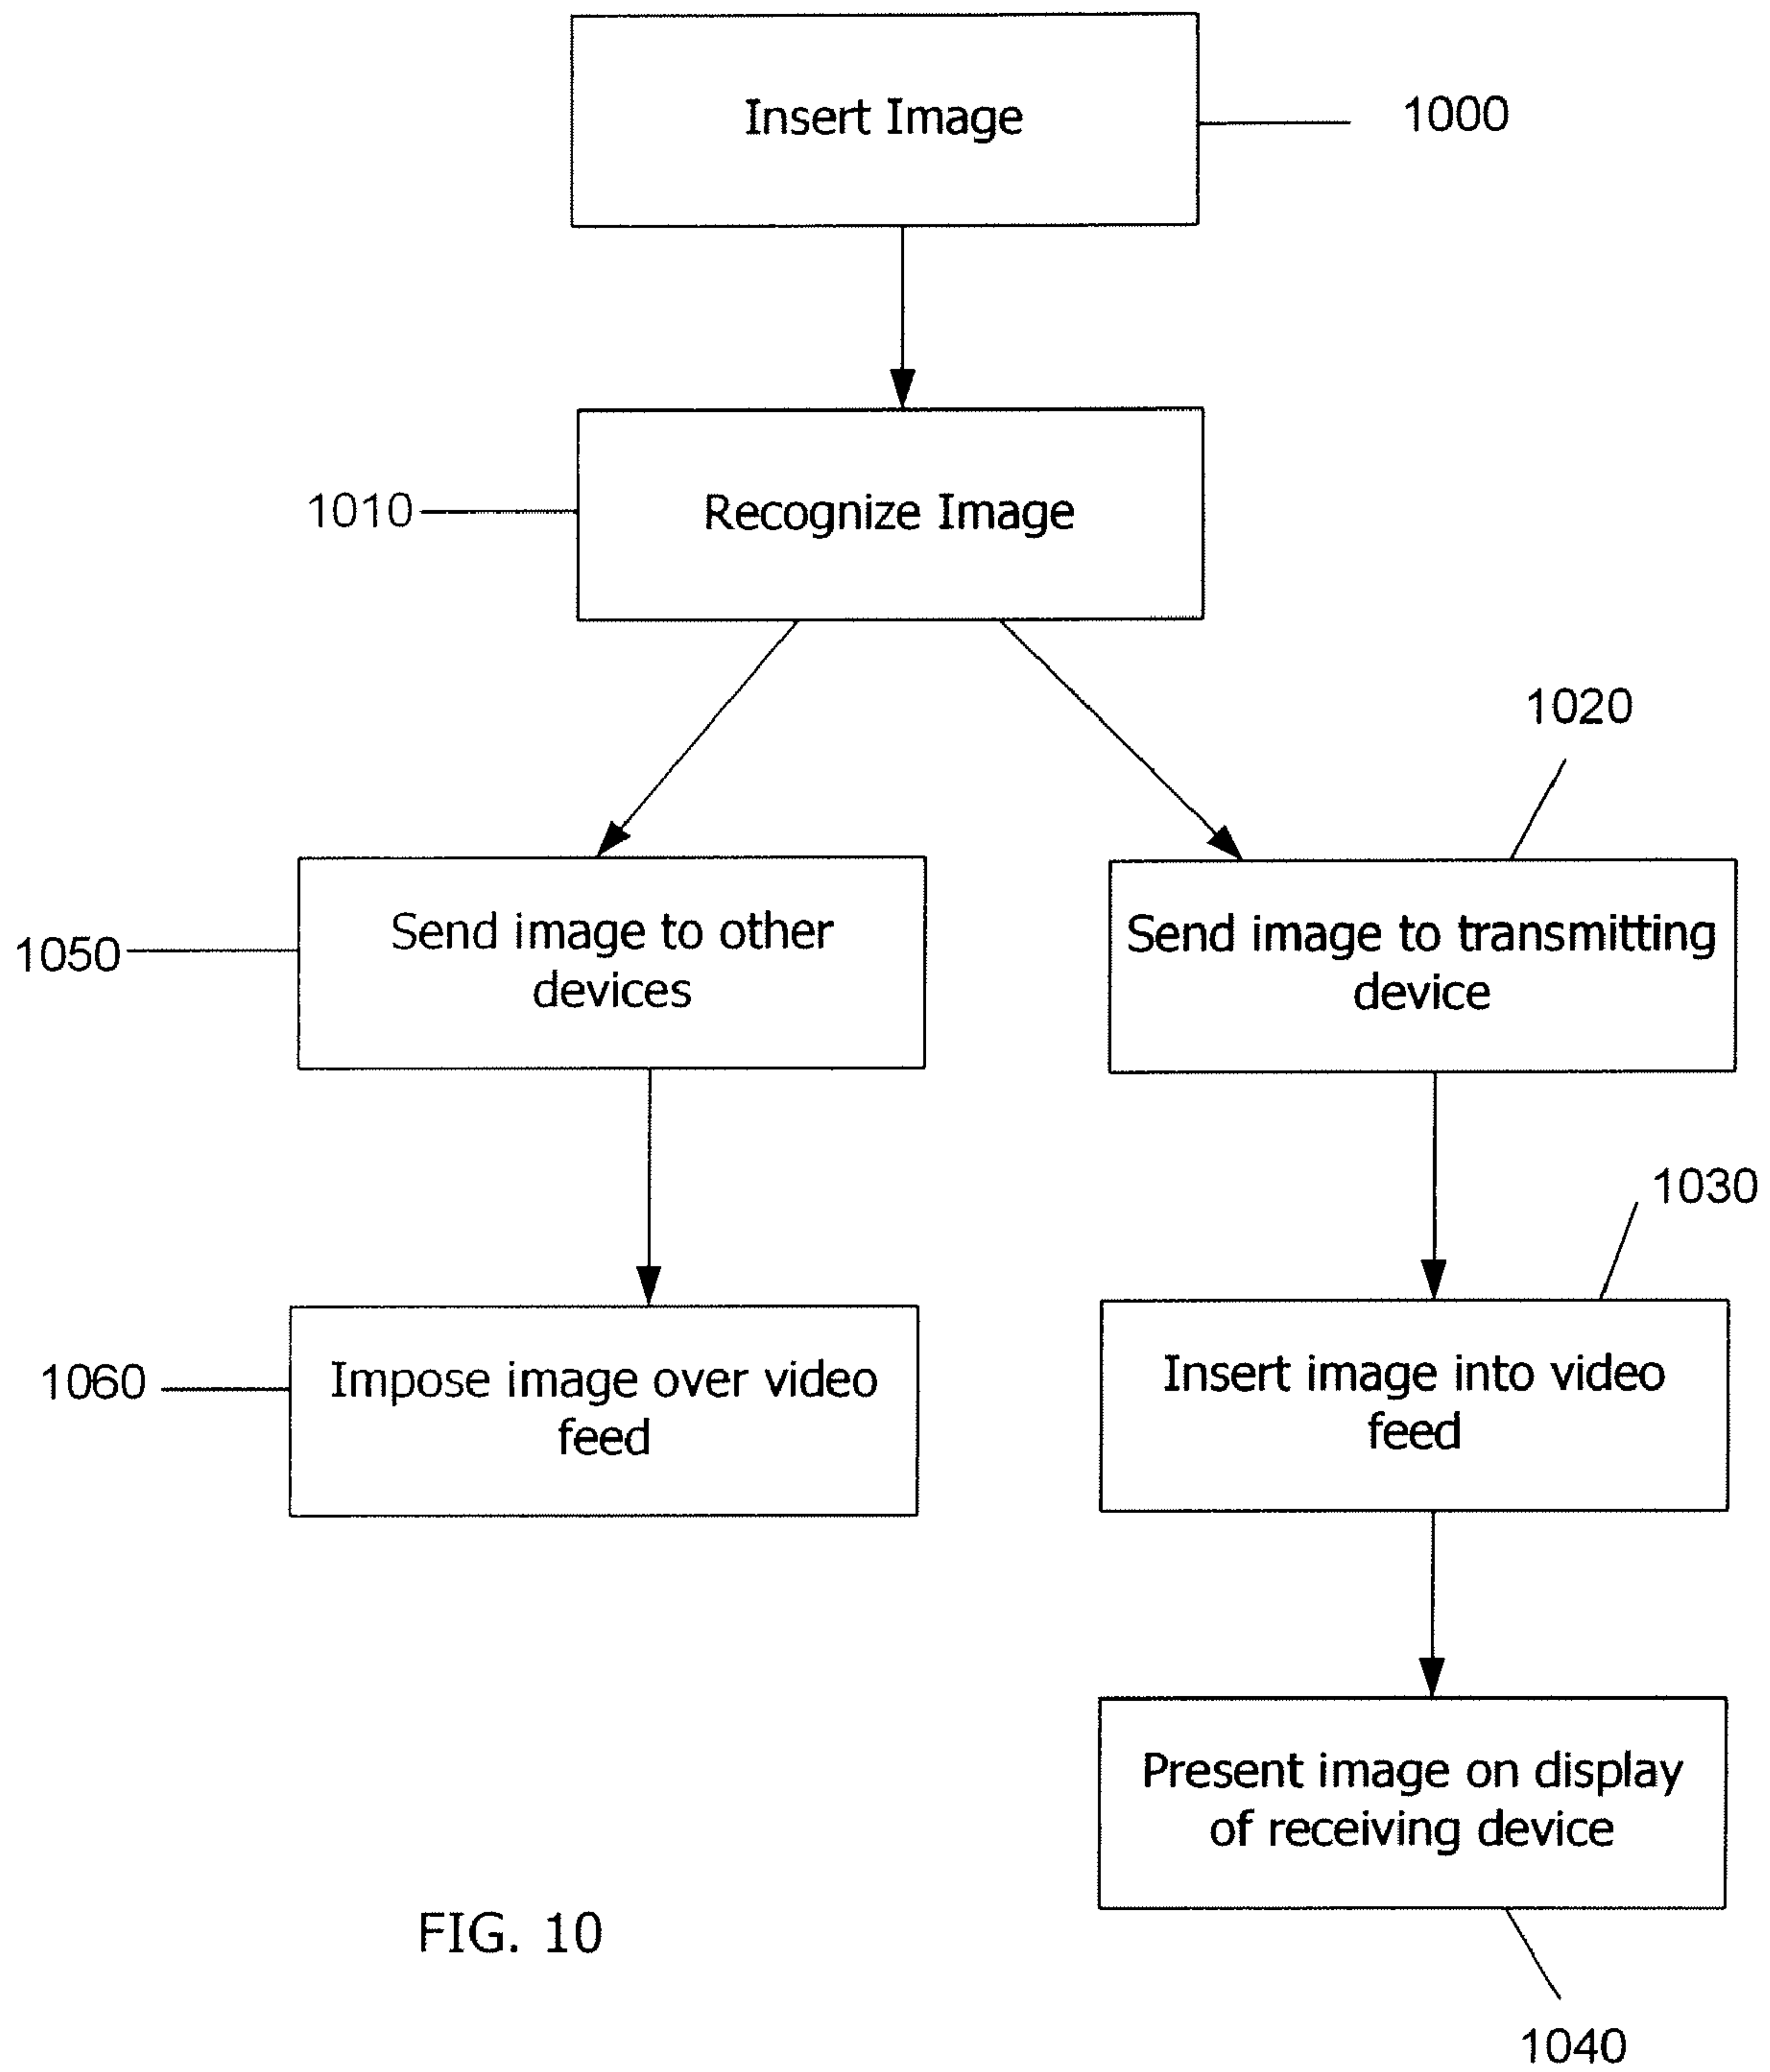 Insert Image
1000
1010
Recognize Image
1020
1050
Send image to other
devices
Send image to transmitting
device
1030
1060
Impose image over video
feed
Insert image into video
feed
Present image on display
of receiving device
FIG. 10
1040